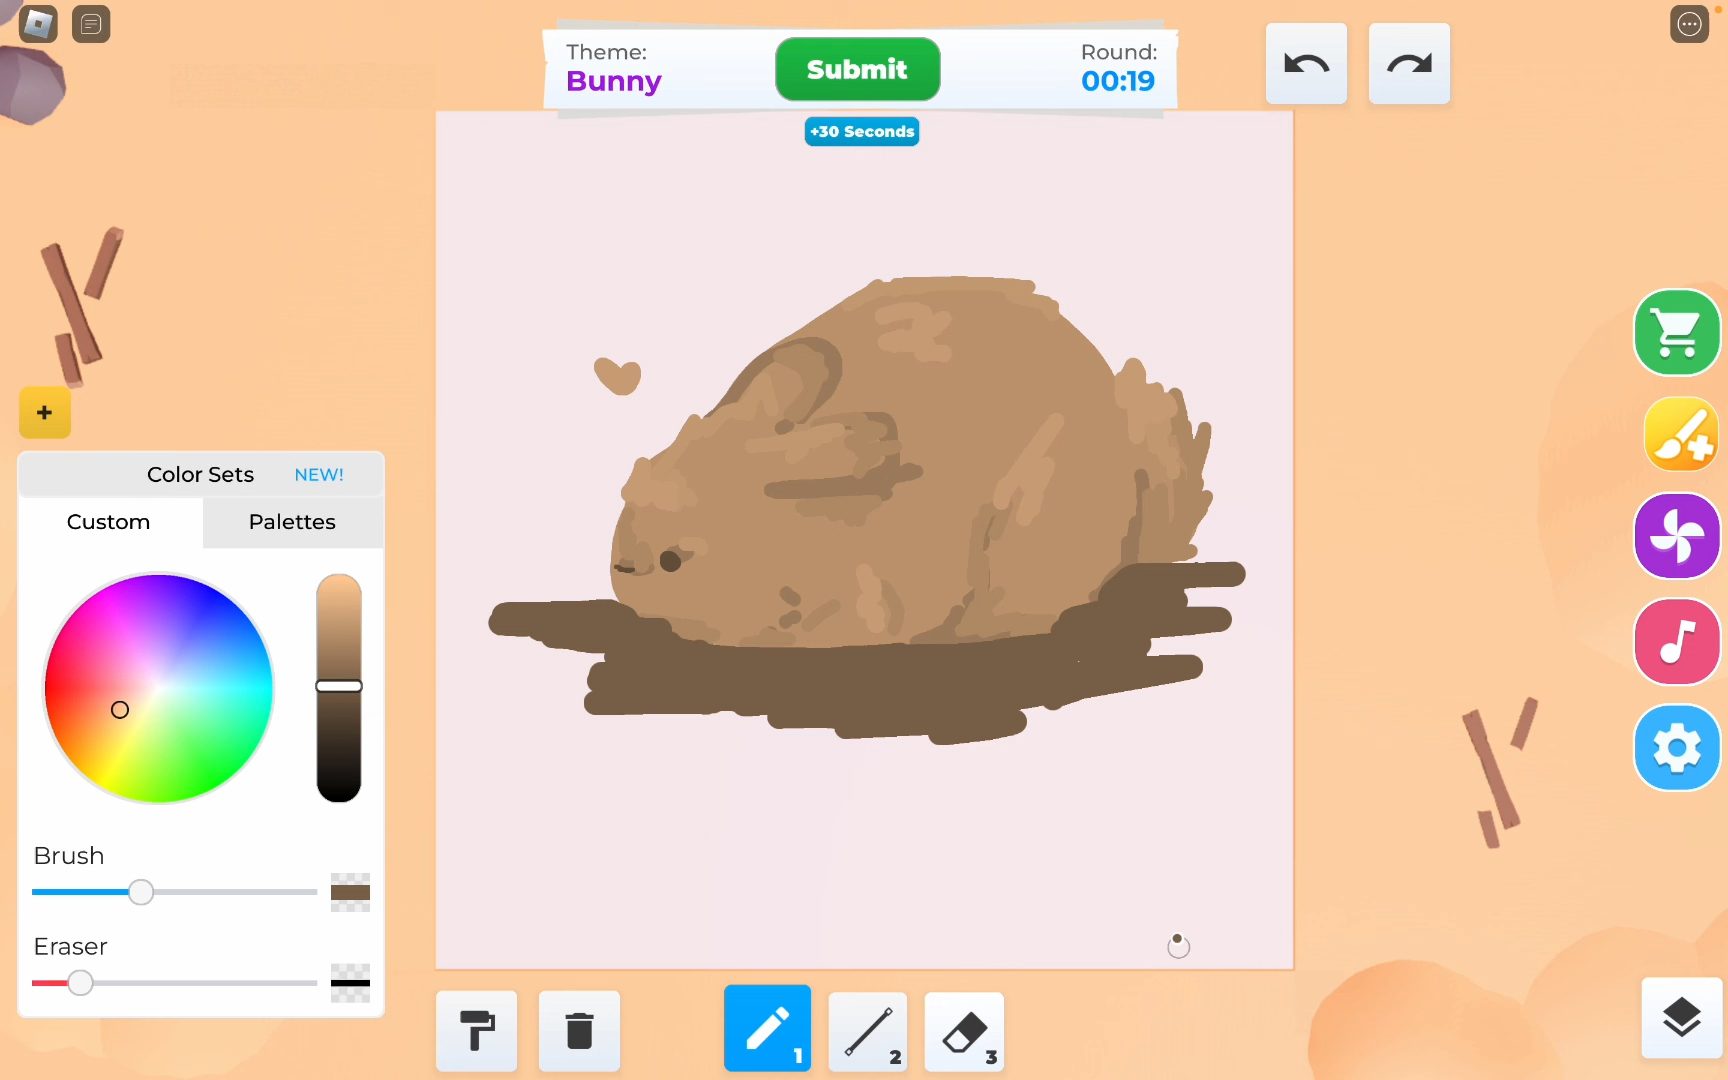 Theme:
Bunny
Submit
Round:
00:19
+30 Seconds
+
Color Sets NEW!
Custom Palettes
Brush
Eraser
1
2
3